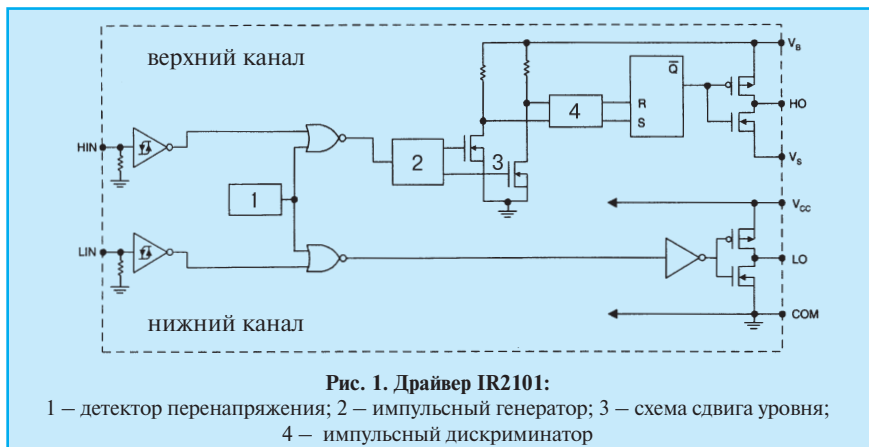 верхний канал
V_B
Q̅
R
4
HO
S
HIN
2
3
V_S
1
V_CC
LIN
LO
нижний канал
COM
Рис. 1. Драйвер IR2101:
1 – детектор перенапряжения; 2 – импульсный генератор; 3 – схема сдвига уровня;
4 – импульсный дискриминатор